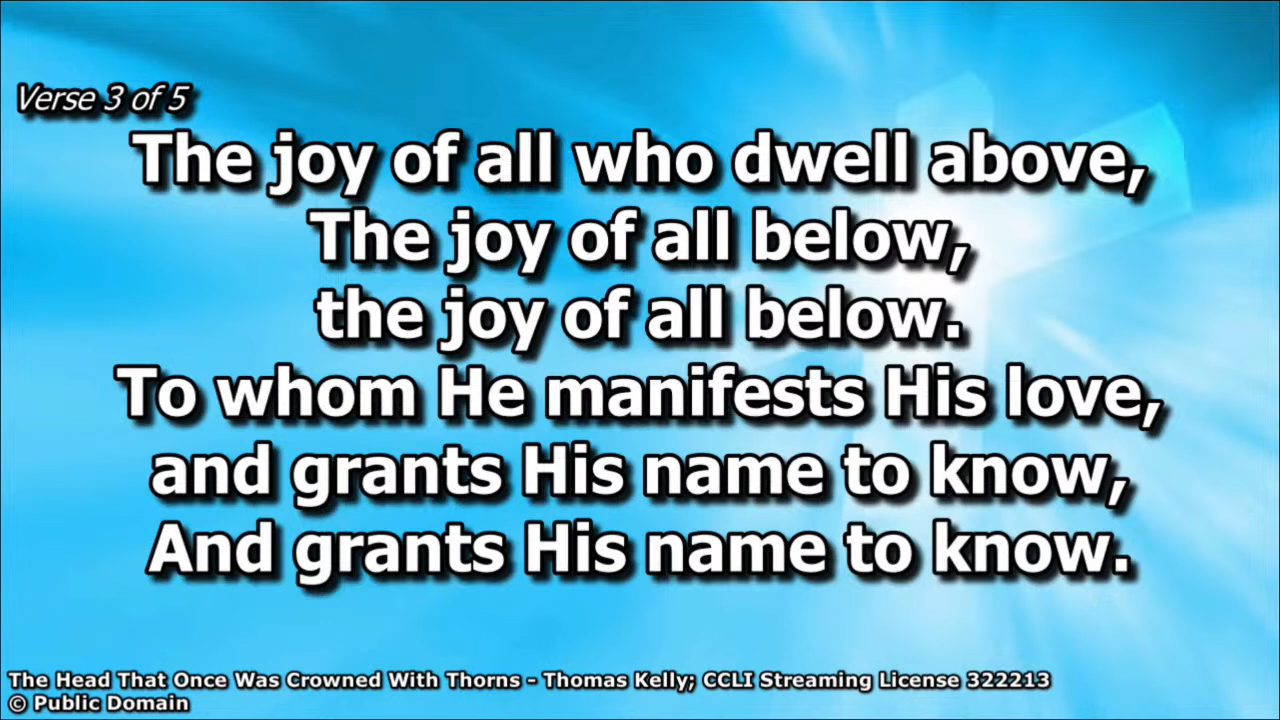 Verse 3 of 5
The joy of all who dwell above,
The joy of all below,
the joy of all below.
To whom He manifests His love,
and grants His name to know,
And grants His name to know.
The Head That Once Was Crowned With Thorns - Thomas Kelly; CCLI Streaming License 322213
© Public Domain